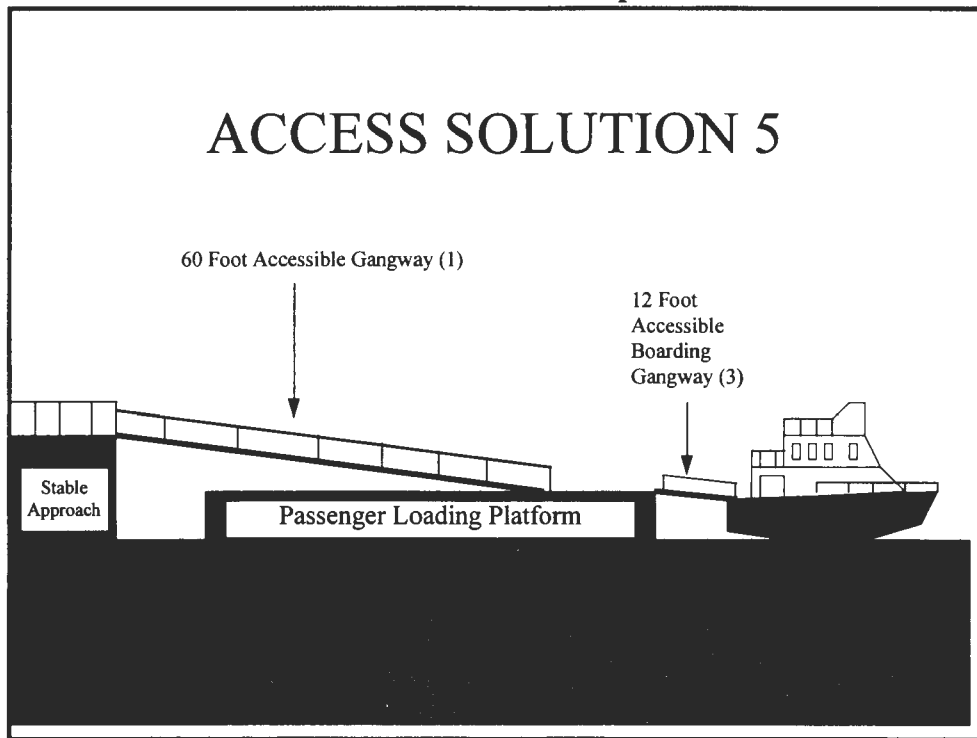 ACCESS SOLUTION 5
60 Foot Accessible Gangway (1)
12 Foot
Accessible
Boarding
Gangway (3)
Stable
Approach
Passenger Loading Platform